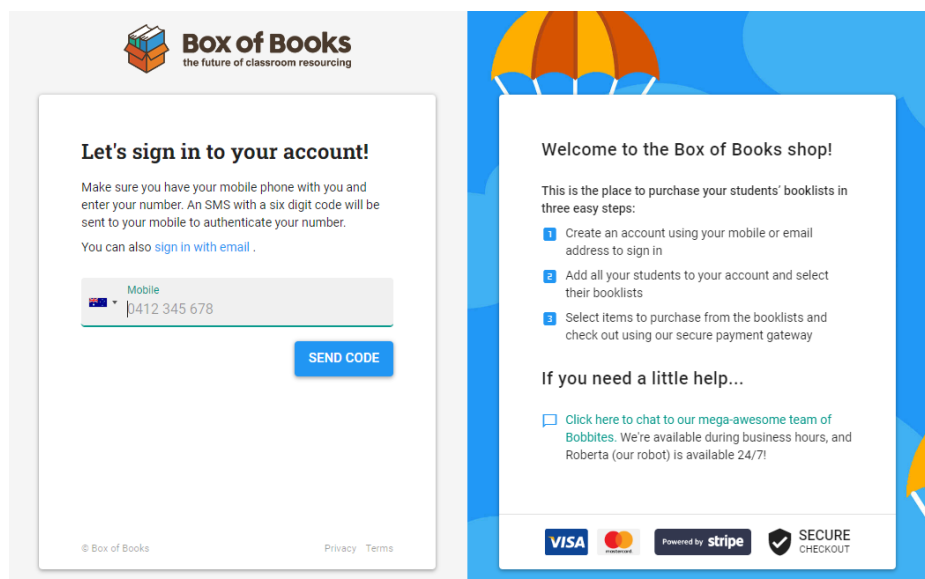 Box of Books
the future of classroom resourcing
Let's sign in to your account!
Make sure you have your mobile phone with you and
enter your number. An SMS with a six digit code will be
sent to your mobile to authenticate your number.
You can also sign in with email .
Mobile
0412 345 678
SEND CODE
© Box of Books
Privacy Terms
Welcome to the Box of Books shop!
This is the place to purchase your students' booklists in
three easy steps:
1 Create an account using your mobile or email
address to sign in
2 Add all your students to your account and select
their booklists
3 Select items to purchase from the booklists and
check out using our secure payment gateway
If you need a little help...
Click here to chat to our mega-awesome team of
Bobbites. We're available during business hours, and
Roberta (our robot) is available 24/7!
VISA
mastercard
Powered by stripe
SECURE
CHECKOUT